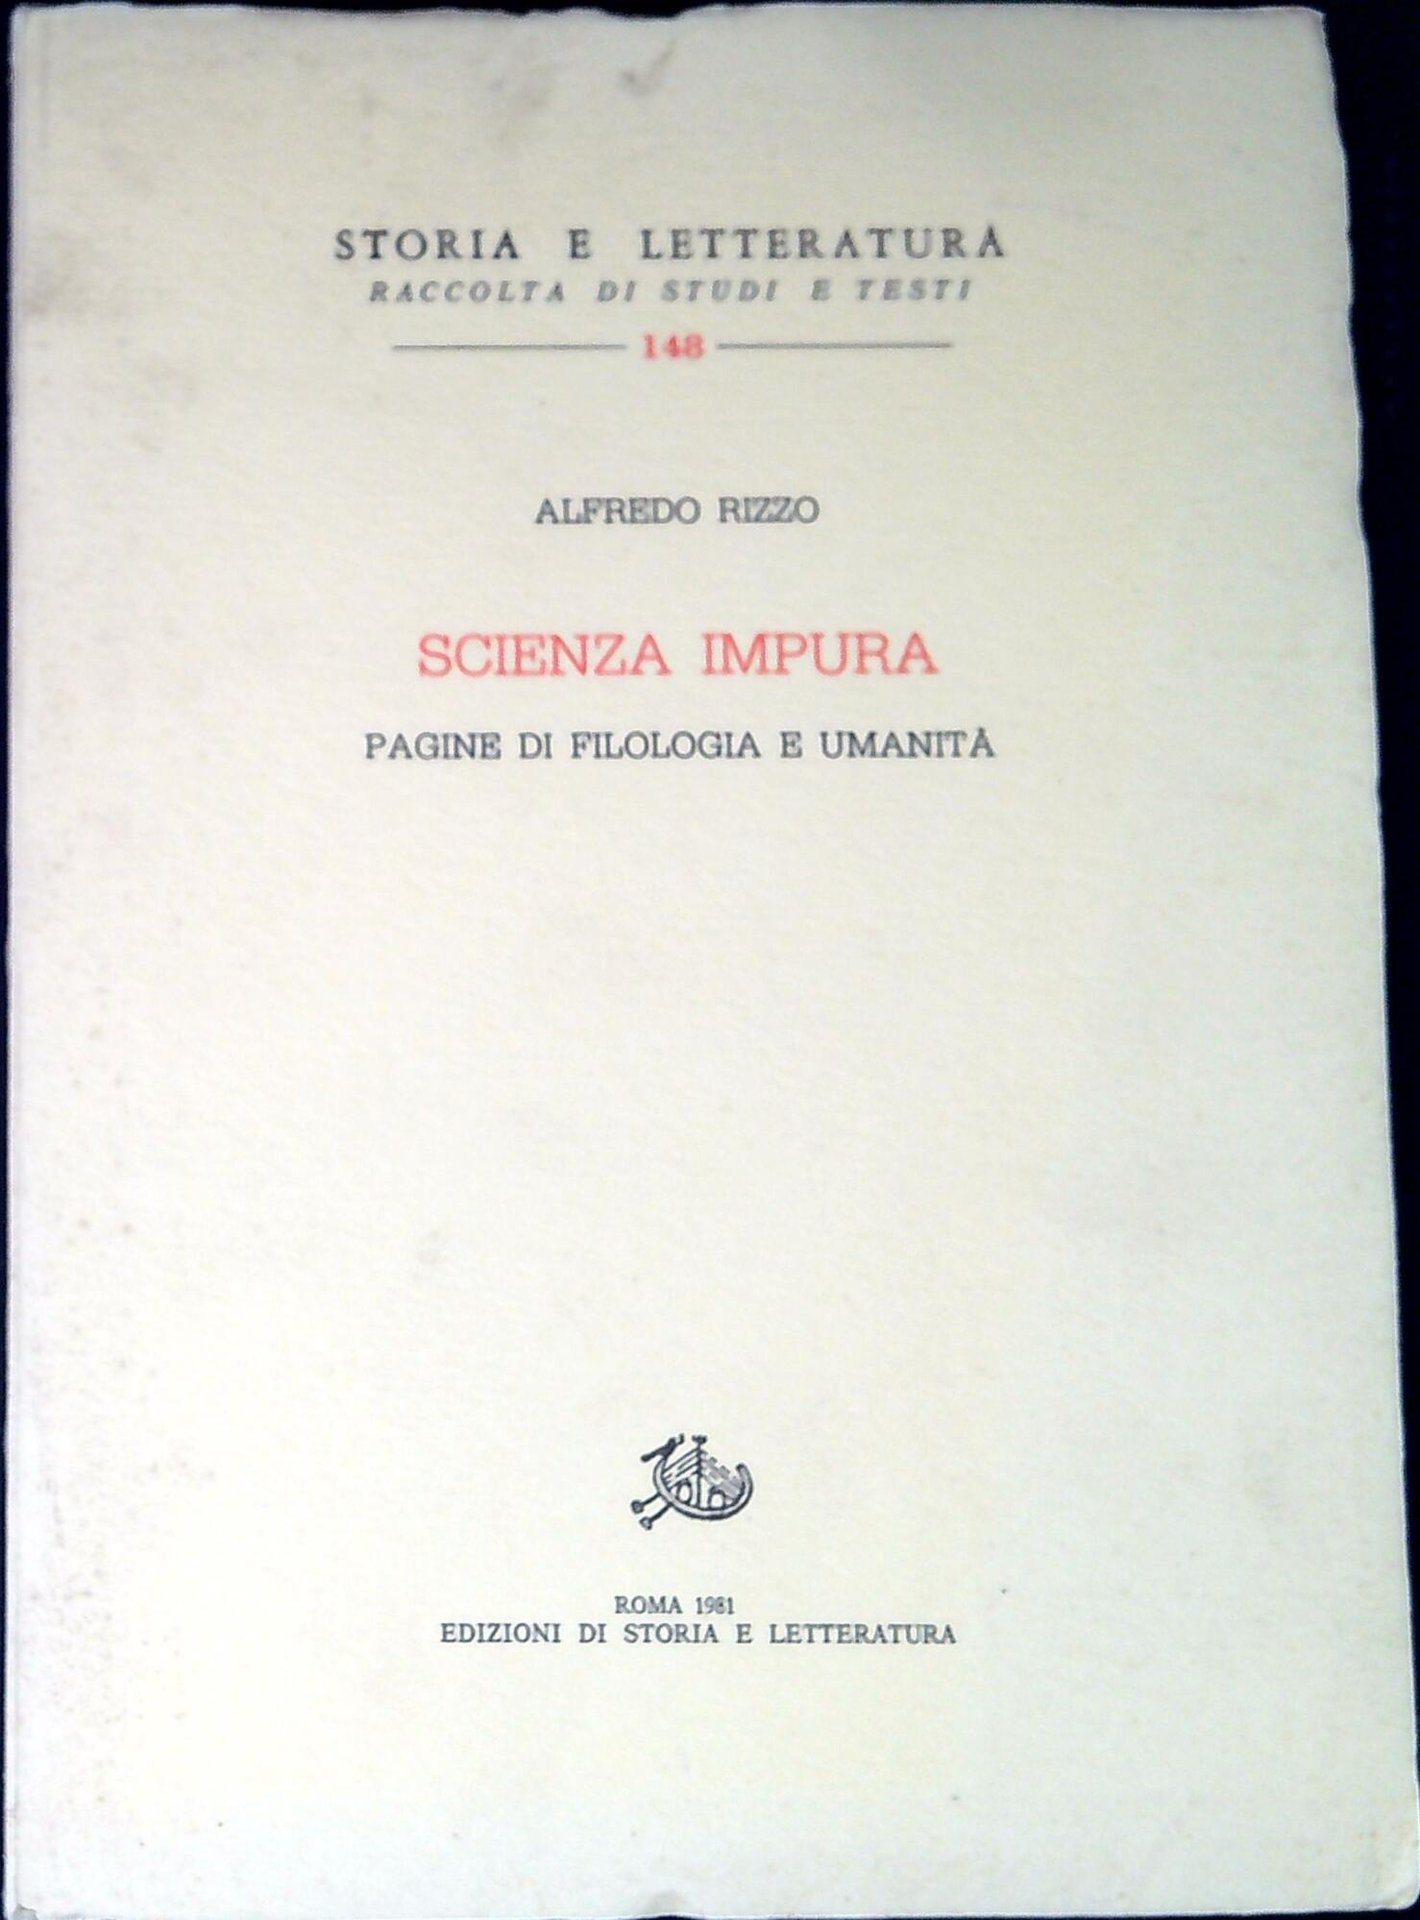 STORIA E LETTERATURA
RACCOLTA DI STUDI E TESTI
148
ALFREDO RIZZO
SCIENZA IMPURA
PAGINE DI FILOLOGIA E UMANITÀ
ROMA 1981
EDIZIONI DI STORIA E LETTERATURA